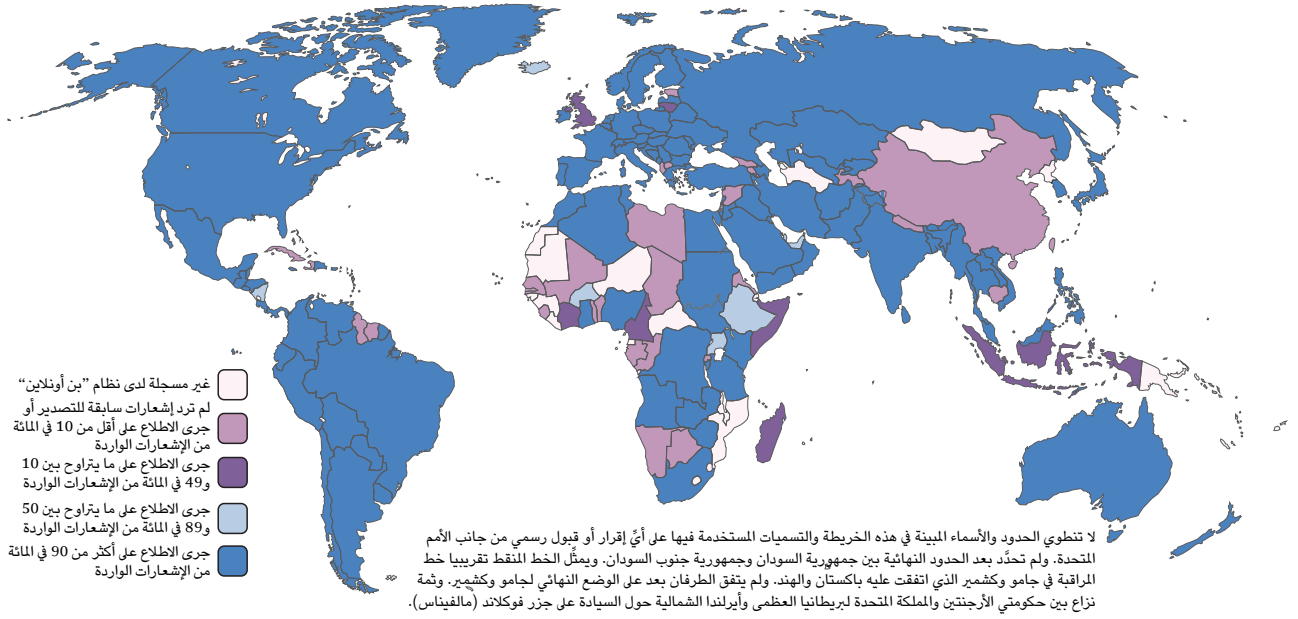 غير مسجلة لدى نظام ”بن أونلاين“
لم ترد إشعارات سابقة للتصدير أو
جرى الاطلاع على أقل من 10 في المائة
من الإشعارات الواردة
جرى الاطلاع على ما يتراوح بين 10
و49 في المائة من الإشعارات الواردة
جرى الاطلاع على ما يتراوح بين 50
و89 في المائة من الإشعارات الواردة
جرى الاطلاع على أكثر من 90 في المائة
من الإشعارات الواردة
لا تنطوي الحدود والأسماء المبينة في هذه الخريطة والتسميات المستخدمة فيها على أيِّ إقرار أو قبول رسمي من جانب الأمم
المتحدة. ولم تحدَّد بعد الحدود النهائية بين جمهورية السودان وجمهورية جنوب السودان. ويمثِّل الخط المنقط تقريبيا خط
المراقبة في جامو وكشمير الذي اتفقت عليه باكستان والهند. ولم يتفق الطرفان بعد على الوضع النهائي لجامو وكشمير. وثمة
نزاع بين حكومتي الأرجنتين والمملكة المتحدة لبريطانيا العظمى وأيرلندا الشمالية حول السيادة على جزر فوكلاند (مالفيناس).